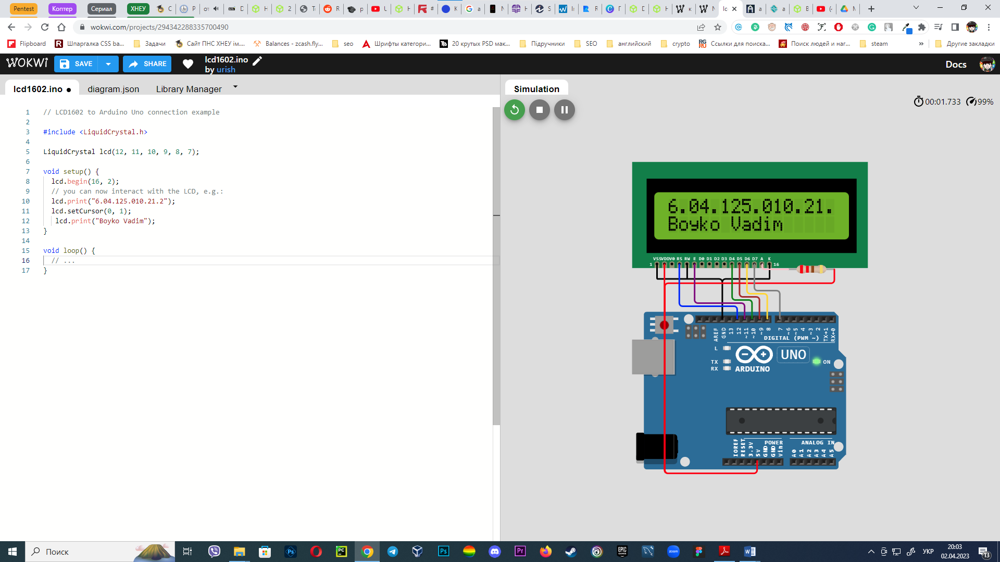 Pentest Коптер Сериал ХНЕУ
wokwi.com/projects/294342288335700490
Flipboard Шпаргалка CSS ba... Задачи Сайт ПНС ХНЕУ ім.... Balances - zcash.fly... seo Шрифты категори... 20 крутых PSD мак... Підручники SEO английский crypto Ссылки для поиска... Поиск людей и наг... steam » Другие закладки
WOKWI SAVE SHARE lcd1602.ino Docs
by urish
lcd1602.ino ● diagram.json Library Manager
1 // LCD1602 to Arduino Uno connection example
2
3 #include <LiquidCrystal.h>
4
5 LiquidCrystal lcd(12, 11, 10, 9, 8, 7);
6
7 void setup() {
8 lcd.begin(16, 2);
9 // you can now interact with the LCD, e.g.:
10 lcd.print("6.04.125.010.21.2");
11 lcd.setCursor(0, 1);
12 lcd.print("Boyko Vadim");
13 }
14
15 void loop() {
16 // ...
17 }
Simulation
00:01.733 99%
6.04.125.010.21.
Boyko Vadim
VSS VDD V0 RS RW E D0 D1 D2 D3 D4 D5 D6 D7 A K
1 16
AREF GND 13 12 ~11 ~10 ~9 8 7 ~6 ~5 4 ~3 2 TX→1 RX←0
DIGITAL (PWM ~)
L
TX
RX
UNO
ON
ARDUINO
POWER ANALOG IN
IOREF RESET 3.3V 5V GND GND Vin A0 A1 A2 A3 A4 A5
Поиск
УКР
20:03
02.04.2023
13